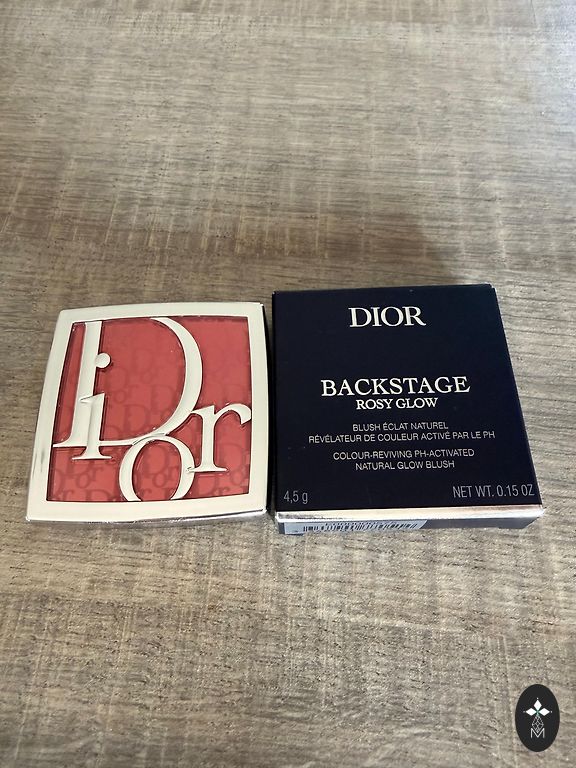 Dior
DIOR
BACKSTAGE
ROSY GLOW
BLUSH ÉCLAT NATUREL
RÉVÉLATEUR DE COULEUR ACTIVÉ PAR LE PH
COLOUR-REVIVING PH-ACTIVATED
NATURAL GLOW BLUSH
4,5 g
NET WT. 0.15 OZ
M